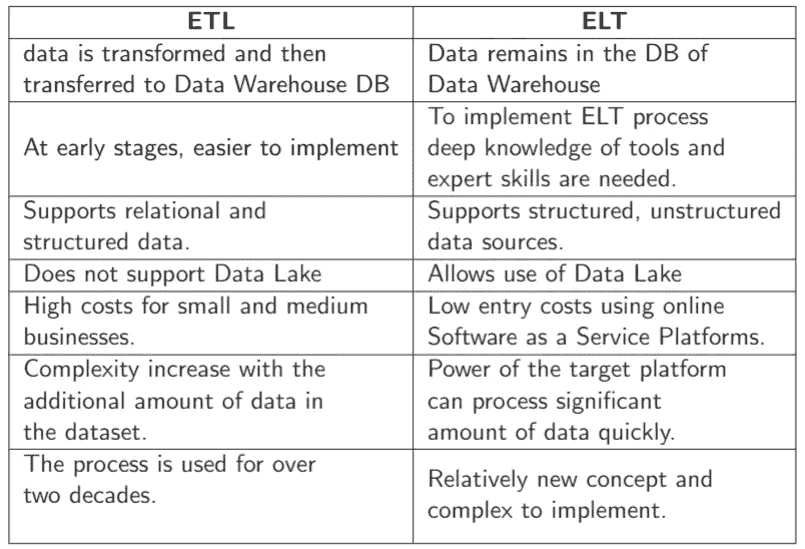 ETL
ELT
data is transformed and then
transferred to Data Warehouse DB
Data remains in the DB of
Data Warehouse
At early stages, easier to implement
To implement ELT process
deep knowledge of tools and
expert skills are needed.
Supports relational and
structured data.
Supports structured, unstructured
data sources.
Does not support Data Lake
Allows use of Data Lake
High costs for small and medium
businesses.
Low entry costs using online
Software as a Service Platforms.
Complexity increase with the
additional amount of data in
the dataset.
Power of the target platform
can process significant
amount of data quickly.
The process is used for over
two decades.
Relatively new concept and
complex to implement.